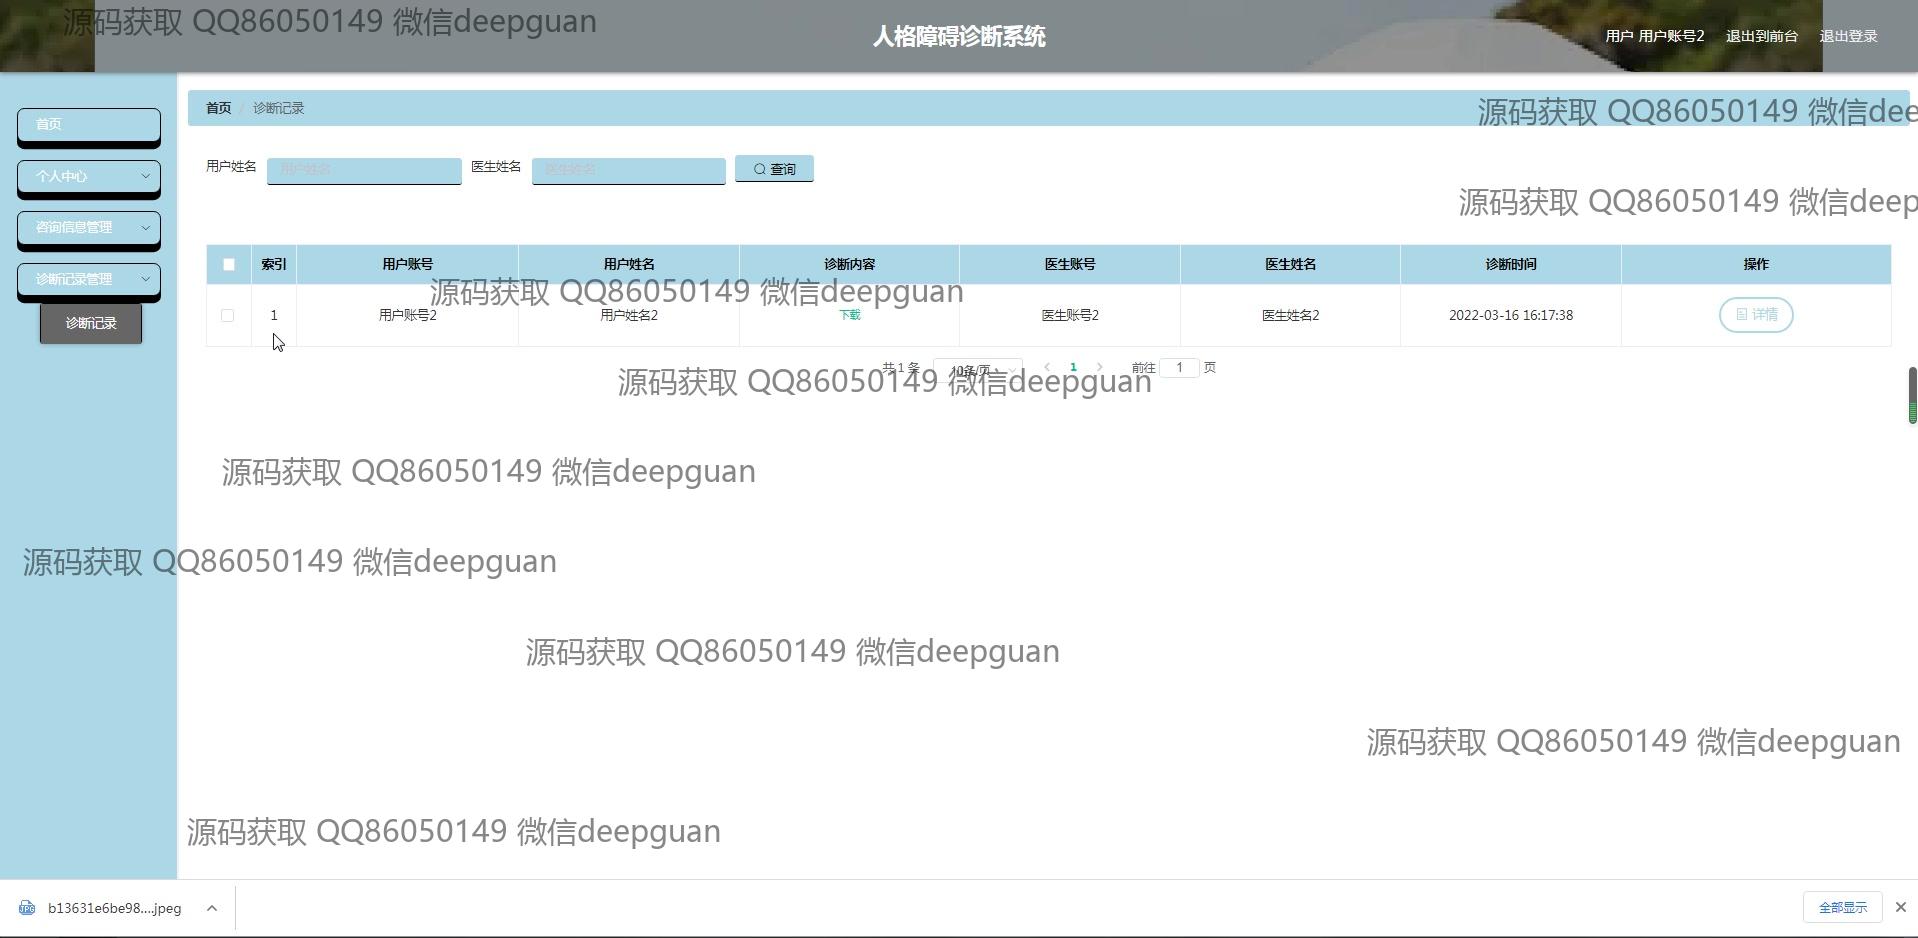 源码获取 QQ86050149 微信deepguan
人格障碍诊断系统
用户 用户账号2 退出到前台 退出登录
首页
个人中心
咨询信息管理
诊断记录管理
诊断记录
首页 / 诊断记录
源码获取 QQ86050149 微信dee
用户姓名 用户姓名 医生姓名 医生姓名 查询
源码获取 QQ86050149 微信deep
索引 用户账号 用户姓名 诊断内容 医生账号 医生姓名 诊断时间 操作
源码获取 QQ86050149 微信deepguan
1 用户账号2 用户姓名2 下载 医生账号2 医生姓名2 2022-03-16 16:17:38 详情
共 1 条 10条/页 1 前往 1 页
源码获取 QQ86050149 微信deepguan
源码获取 QQ86050149 微信deepguan
源码获取 QQ86050149 微信deepguan
源码获取 QQ86050149 微信deepguan
源码获取 QQ86050149 微信deepguan
源码获取 QQ86050149 微信deepguan
b13631e6be98....jpeg
全部显示